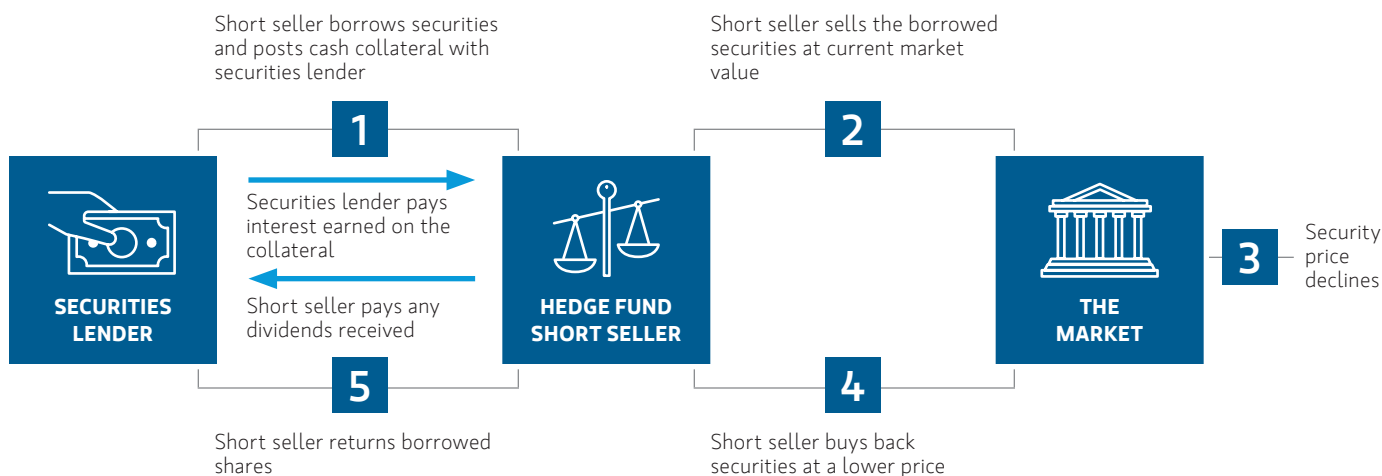 Short seller borrows securities
and posts cash collateral with
securities lender
Short seller sells the borrowed
securities at current market
value
1
2
SECURITIES
LENDER
Securities lender pays
interest earned on the
collateral
Short seller pays any
dividends received
HEDGE FUND
SHORT SELLER
THE
MARKET
3
Security
price
declines
5
4
Short seller returns borrowed
shares
Short seller buys back
securities at a lower price